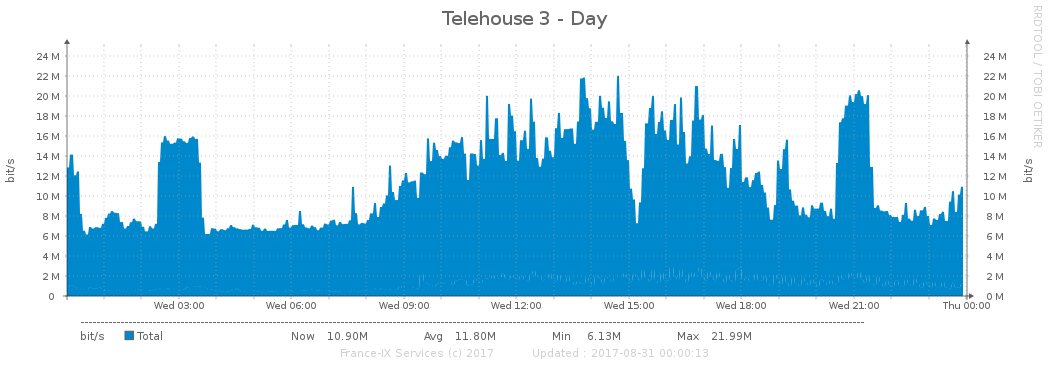 Telehouse 3 - Day
RRDTOOL / TOBI OETIKER
bit/s
bit/s
24 M 24 M
22 M 22 M
20 M 20 M
18 M 18 M
16 M 16 M
14 M 14 M
12 M 12 M
10 M 10 M
8 M 8 M
6 M 6 M
4 M 4 M
2 M 2 M
0 0 M
Wed 03:00 Wed 06:00 Wed 09:00 Wed 12:00 Wed 15:00 Wed 18:00 Wed 21:00 Thu 00:00
bit/s Total Now 10.90M Avg 11.80M Min 6.13M Max 21.99M
France-IX Services (c) 2017 Updated : 2017-08-31 00:00:13